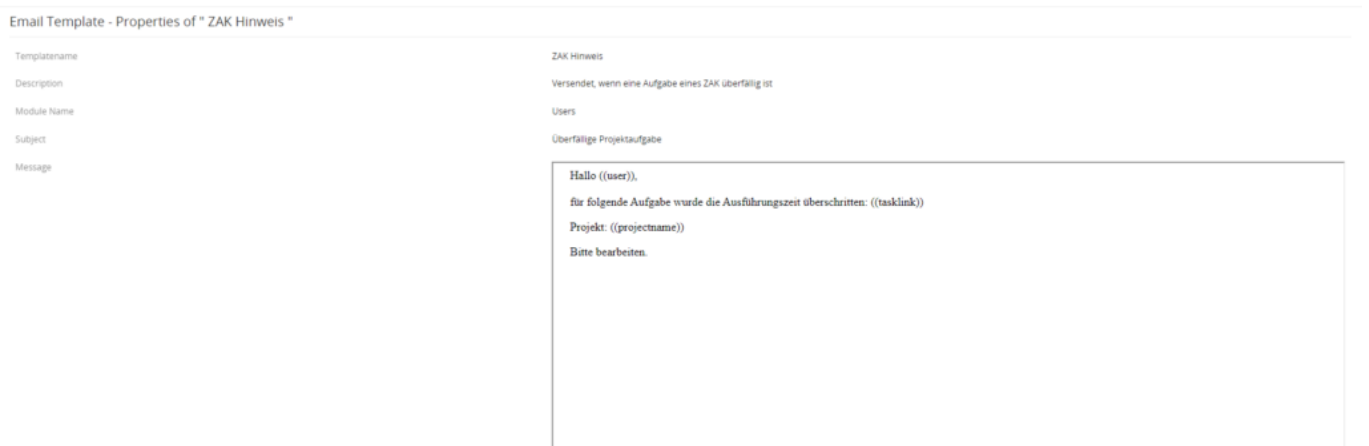 Email Template - Properties of " ZAK Hinweis "
Templatename ZAK Hinweis
Description Versendet, wenn eine Aufgabe eines ZAK überfällig ist
Module Name Users
Subject Überfällige Projektaufgabe
Message
Hallo ((user)),
für folgende Aufgabe wurde die Ausführungszeit überschritten: ((tasklink))
Projekt: ((projectname))
Bitte bearbeiten.